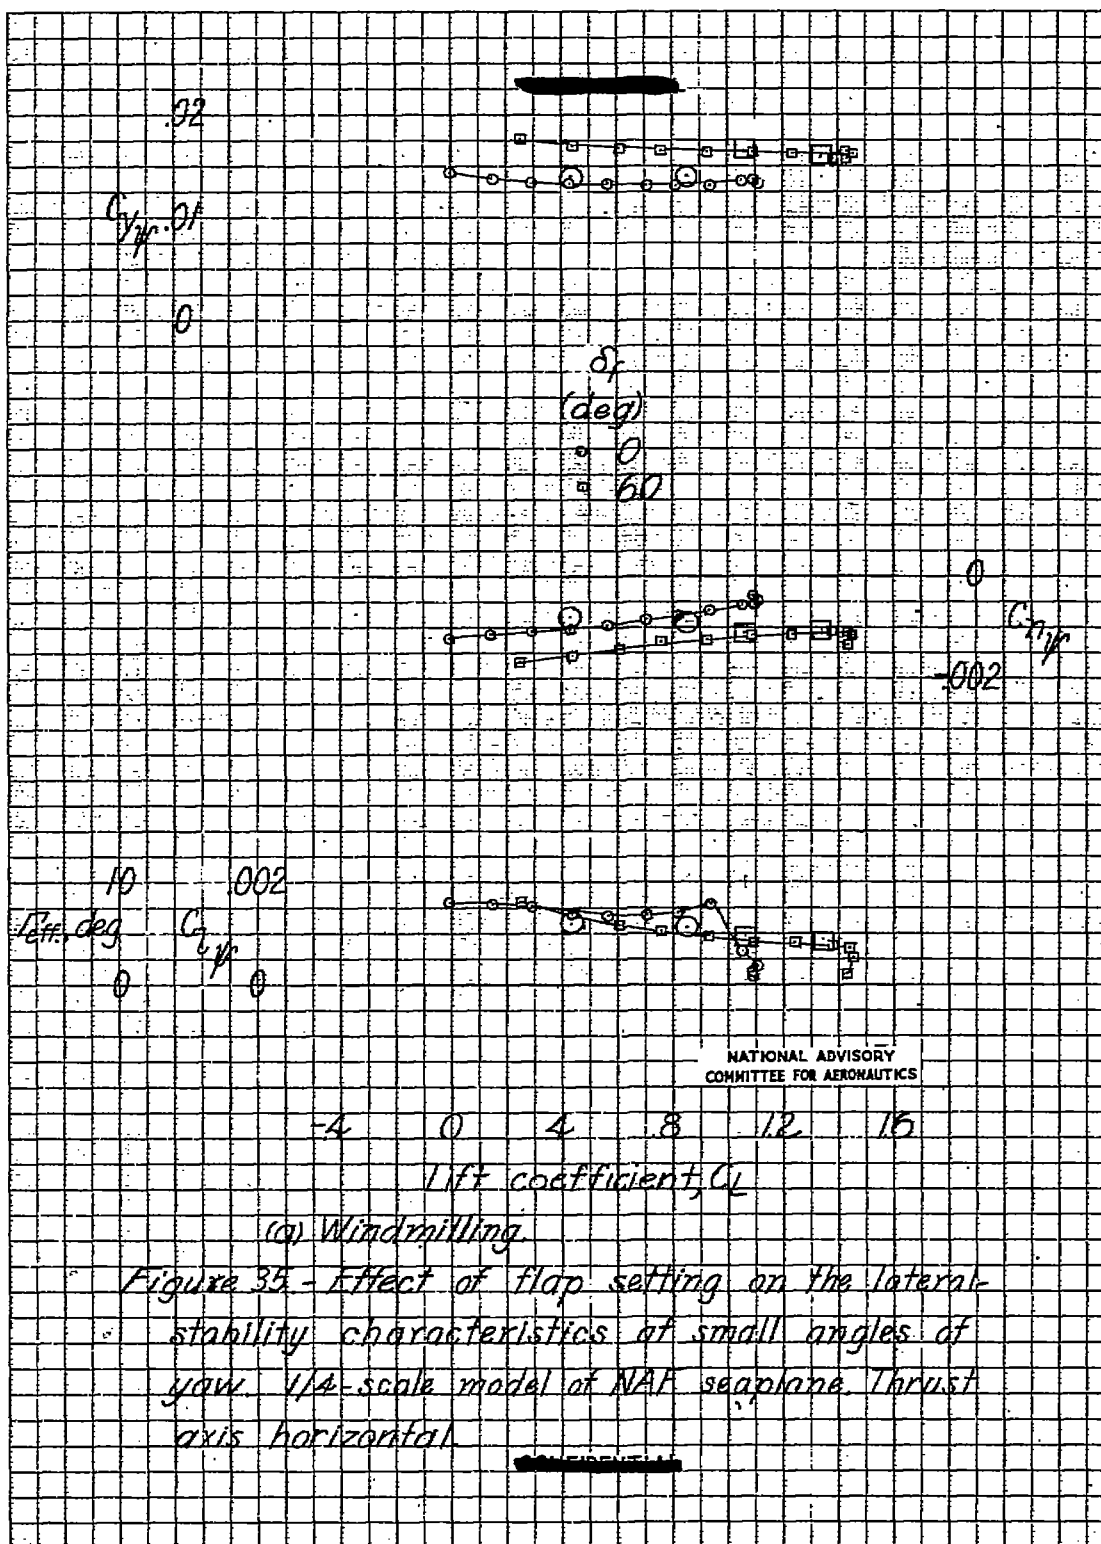 .02
Cyψ .01
0
δf
(deg)
0
60
0
Cnψ
-.002
10 .002
Γeff, deg Clψ
0 0
NATIONAL ADVISORY
COMMITTEE FOR AERONAUTICS
-.4 0 .4 .8 1.2 1.6
Lift coefficient, CL
(a) Windmilling.
Figure 35.- Effect of flap setting on the lateral-
stability characteristics at small angles of
yaw. 1/4-scale model of NAF seaplane. Thrust
axis horizontal.